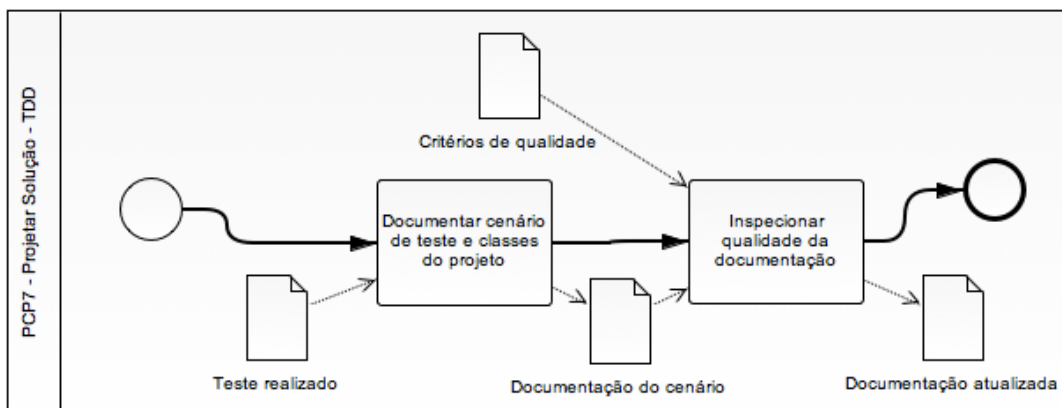 PCP7 - Projetar Solução - TDD
Critérios de qualidade
Documentar cenário
de teste e classes
do projeto
Inspecionar
qualidade da
documentação
Teste realizado
Documentação do cenário
Documentação atualizada